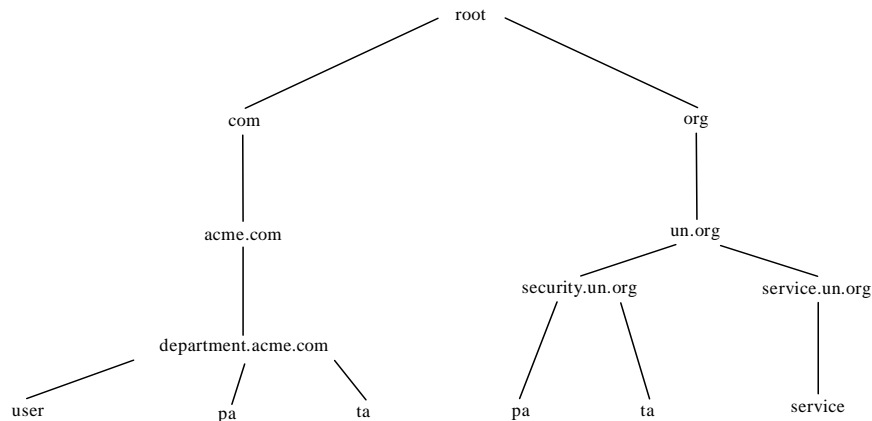 root
com
org
acme.com
un.org
security.un.org
service.un.org
department.acme.com
user
pa
ta
pa
ta
service